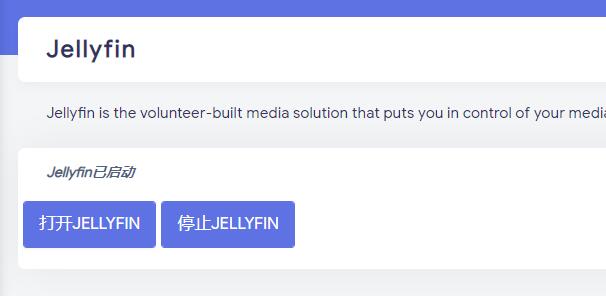 Jellyfin
Jellyfin is the volunteer-built media solution that puts you in control of your media
Jellyfin已启动
打开JELLYFIN
停止JELLYFIN